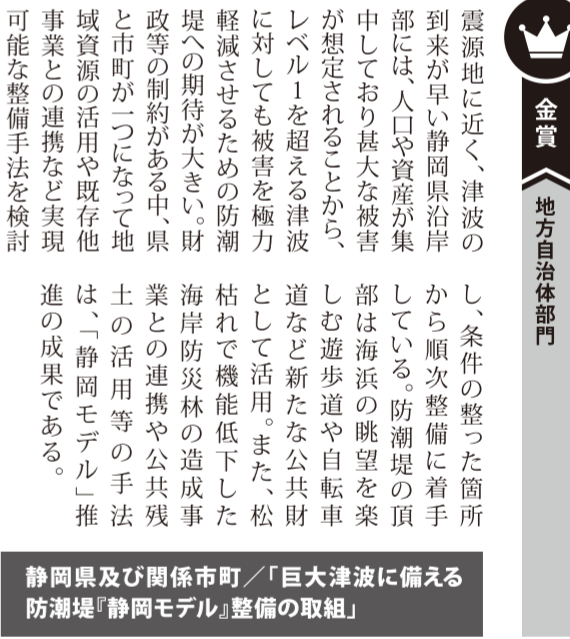 金賞
地方自治体部門
震源地に近く、津波の
到来が早い静岡県沿岸
部には、人口や資産が集
中しており甚大な被害
が想定されることから、
レベル1を超える津波
に対しても被害を極力
軽減させるための防潮
堤への期待が大きい。財
政等の制約がある中、県
と市町が一つになって地
域資源の活用や既存他
事業との連携など実現
可能な整備手法を検討
し、条件の整った箇所
から順次整備に着手
している。防潮堤の頂
部は海浜の眺望を楽
しむ遊歩道や自転車
道など新たな公共財
として活用。また、松
枯れで機能低下した
海岸防災林の造成事
業との連携や公共残
土の活用等の手法
は、「静岡モデル」推
進の成果である。
静岡県及び関係市町／「巨大津波に備える
防潮堤『静岡モデル』整備の取組」